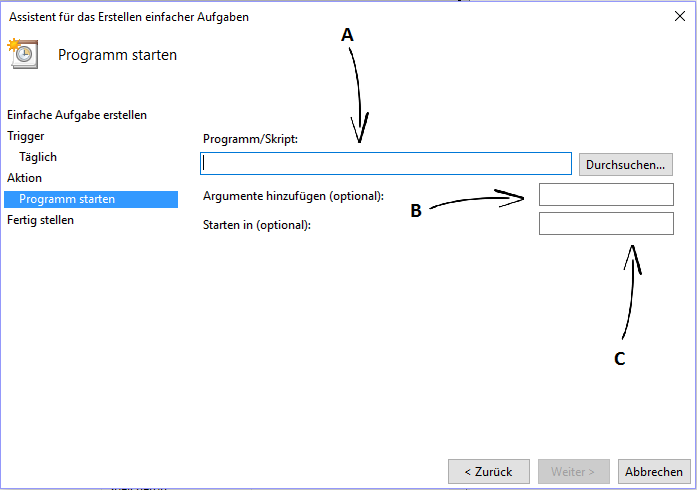 Assistent für das Erstellen einfacher Aufgaben
Programm starten
A
Einfache Aufgabe erstellen
Trigger
Täglich
Aktion
Programm starten
Fertig stellen
Programm/Skript:
Durchsuchen...
Argumente hinzufügen (optional):
B
Starten in (optional):
C
< Zurück
Weiter >
Abbrechen